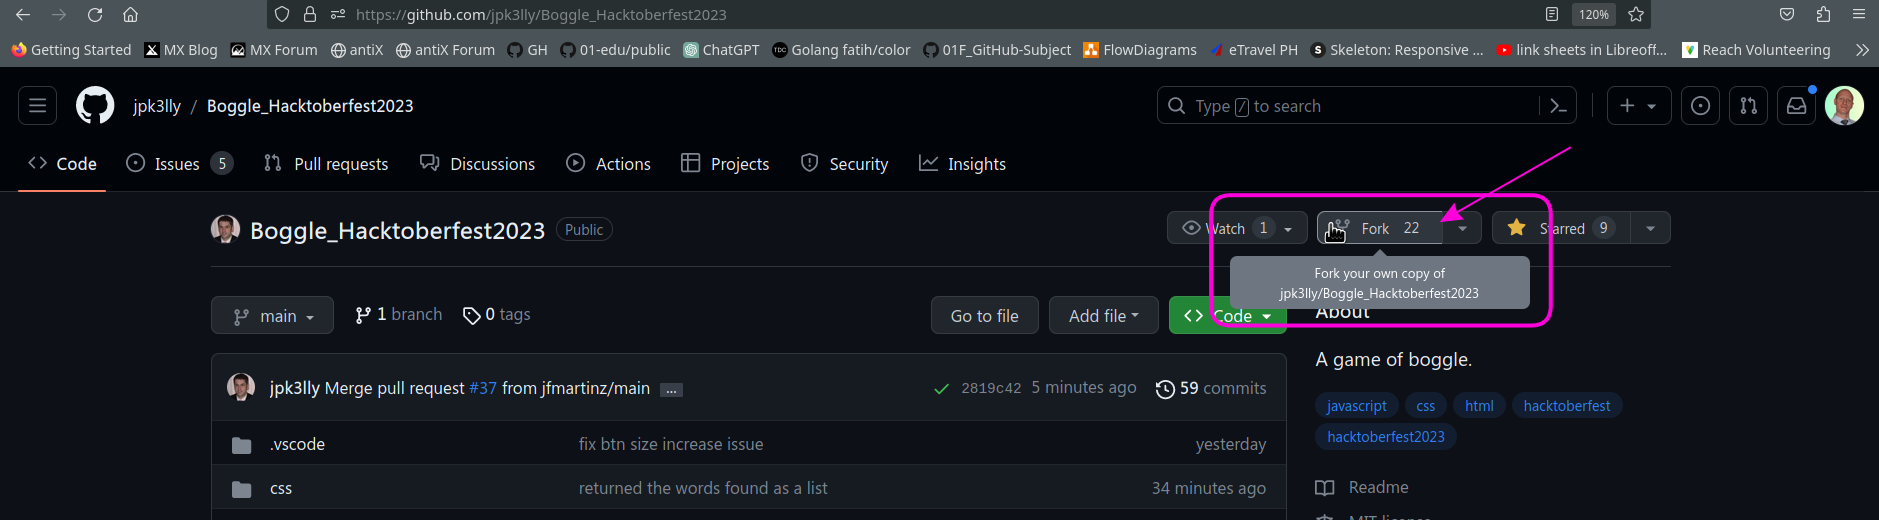 https://github.com/jpk3lly/Boggle_Hacktoberfest2023 120%
Getting Started MX Blog MX Forum antiX antiX Forum GH 01-edu/public ChatGPT Golang fatih/color 01F_GitHub-Subject FlowDiagrams eTravel PH Skeleton: Responsive ... link sheets in Libreoff... Reach Volunteering
jpk3lly / Boggle_Hacktoberfest2023 Type / to search
Code Issues 5 Pull requests Discussions Actions Projects Security Insights
Boggle_Hacktoberfest2023 Public Watch 1 Fork 22 Starred 9
Fork your own copy of
jpk3lly/Boggle_Hacktoberfest2023
main 1 branch 0 tags Go to file Add file Code About
A game of boggle.
jpk3lly Merge pull request #37 from jfmartinz/main ... 2819c42 5 minutes ago 59 commits
javascript css html hacktoberfest
hacktoberfest2023
.vscode fix btn size increase issue yesterday
css returned the words found as a list 34 minutes ago
Readme
MIT license